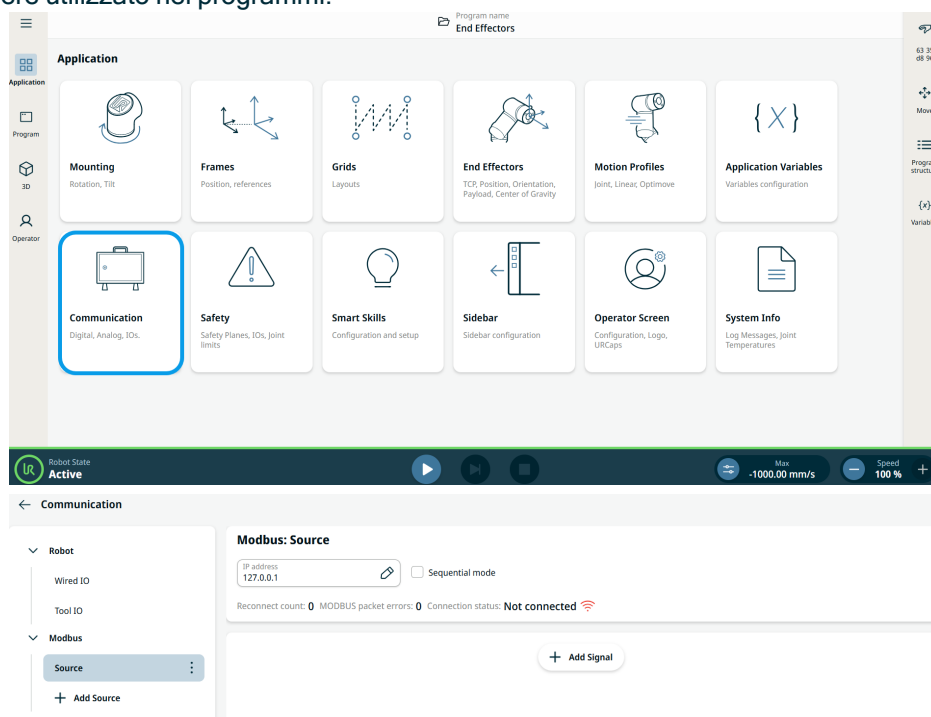 utilizzato nei programmi.
Program name
End Effectors
63 35
Application
Application
Program
3D
Operator
Mounting
Rotation, Tilt
Frames
Position, references
Grids
Layouts
End Effectors
TCP, Position, Orientation,
Payload, Center of Gravity
Motion Profiles
Joint, Linear, Optimove
Application Variables
Variables configuration
Communication
Digital, Analog, IOs.
Safety
Safety Planes, IOs, Joint
limits
Smart Skills
Configuration and setup
Sidebar
Sidebar configuration
Operator Screen
Configuration, Logo,
URCaps
System Info
Log Messages, Joint
Temperatures
Robot State
Active
Max
-1000.00 mm/s
Speed
100 %
Communication
Robot
Wired IO
Tool IO
Modbus
Source
+ Add Source
Modbus: Source
IP address
127.0.0.1
Sequential mode
Reconnect count: 0 MODBUS packet errors: 0 Connection status: Not connected
+ Add Signal